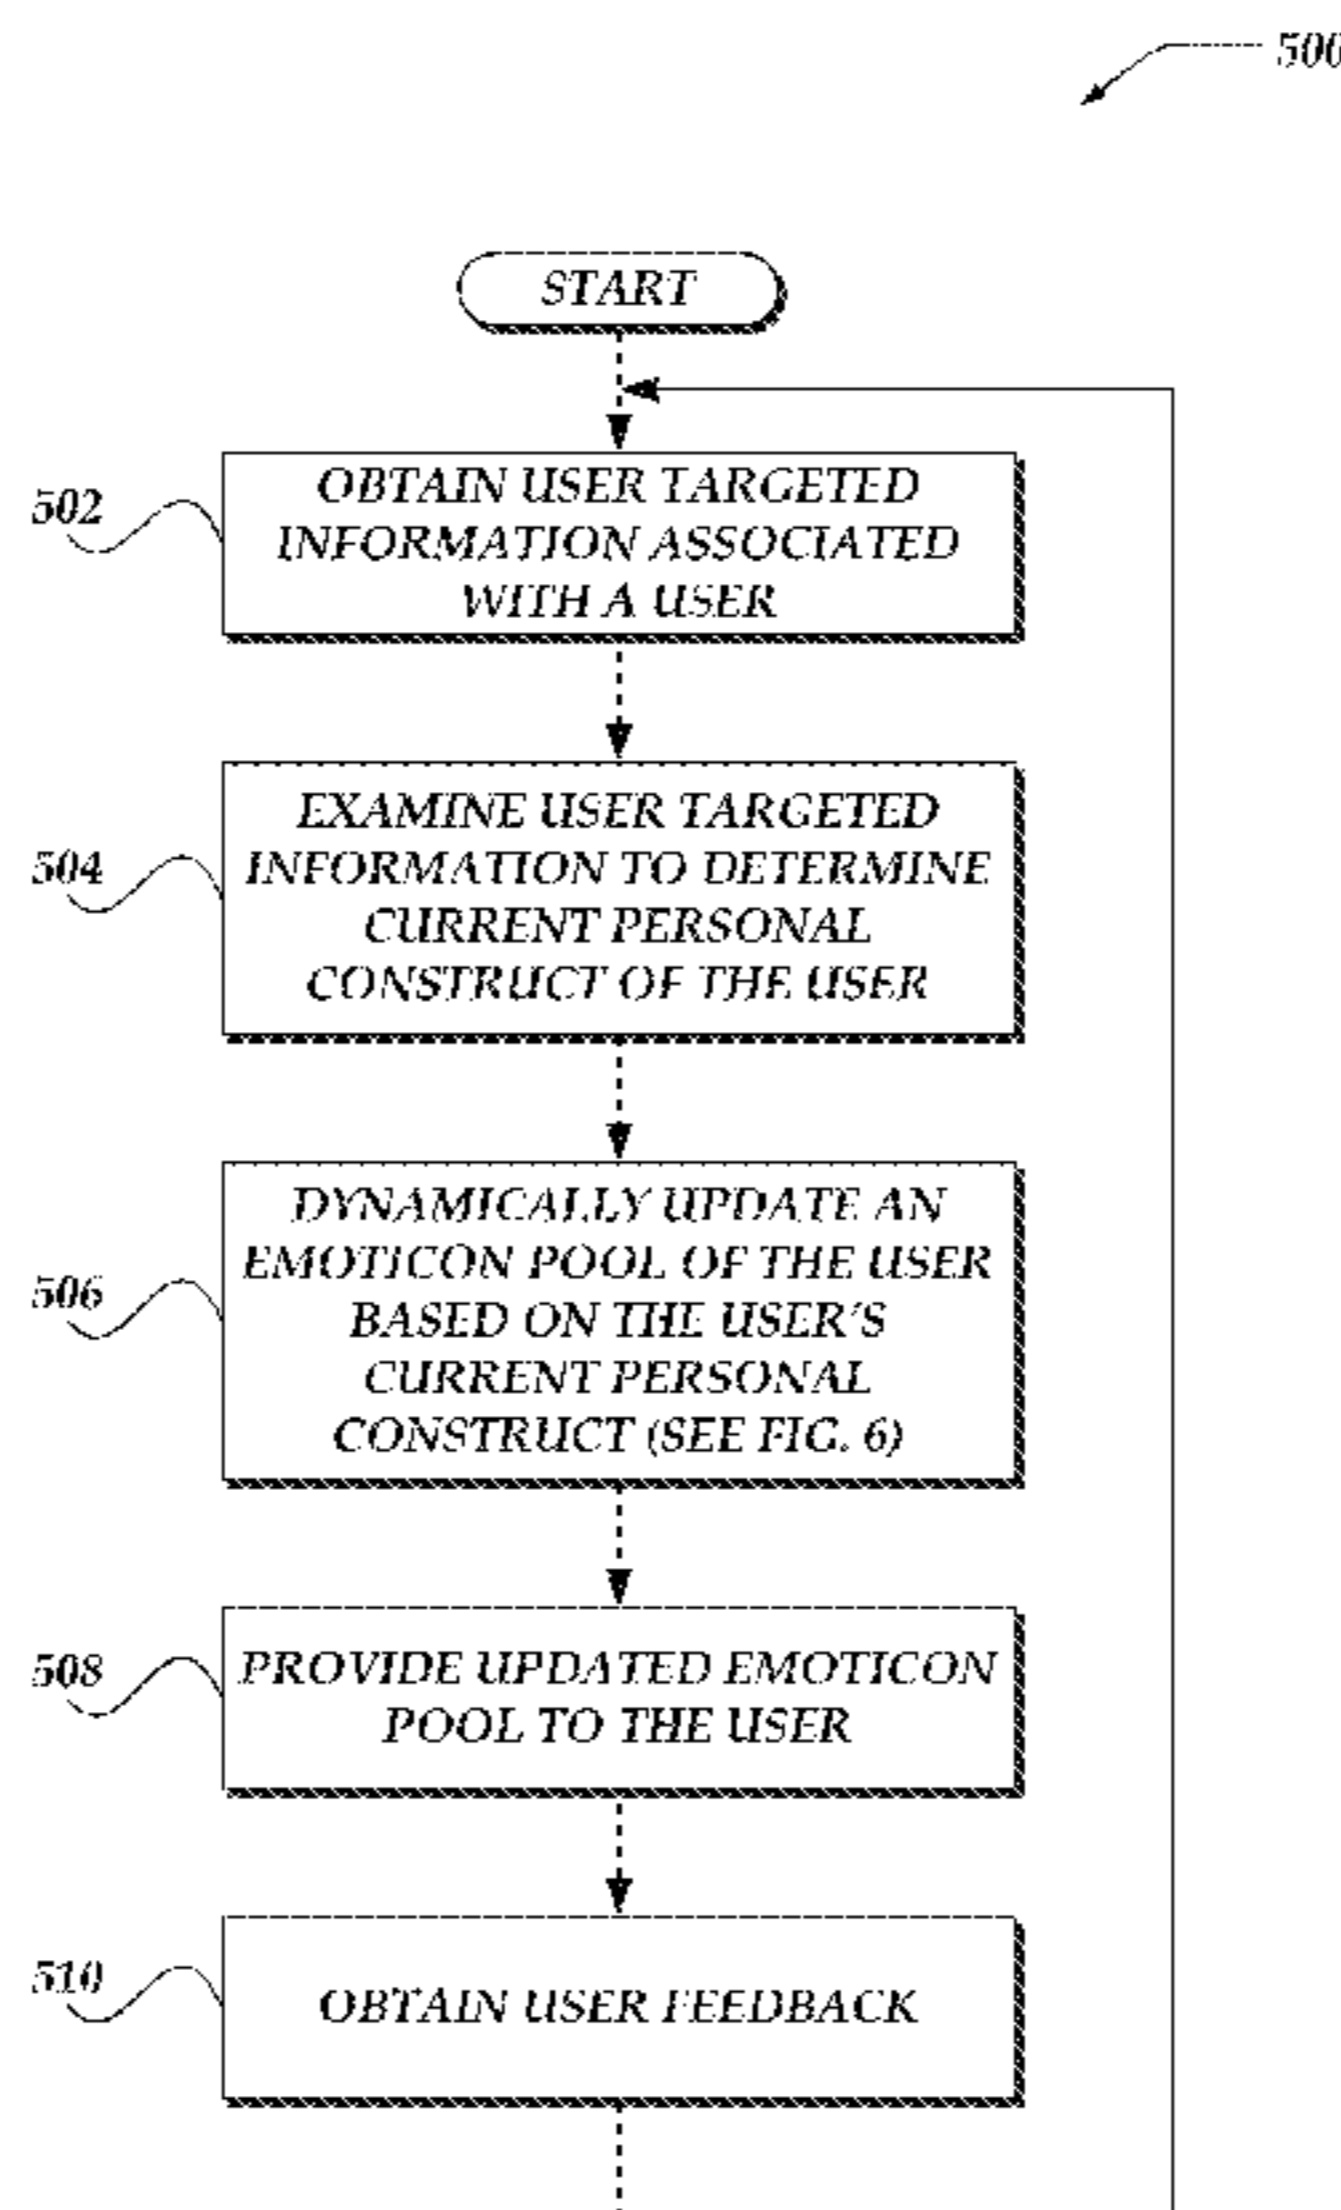 500
START
502
OBTAIN USER TARGETED
INFORMATION ASSOCIATED
WITH A USER
504
EXAMINE USER TARGETED
INFORMATION TO DETERMINE
CURRENT PERSONAL
CONSTRUCT OF THE USER
506
DYNAMICALLY UPDATE AN
EMOTICON POOL OF THE USER
BASED ON THE USER'S
CURRENT PERSONAL
CONSTRUCT (SEE FIG. 6)
508
PROVIDE UPDATED EMOTICON
POOL TO THE USER
510
OBTAIN USER FEEDBACK